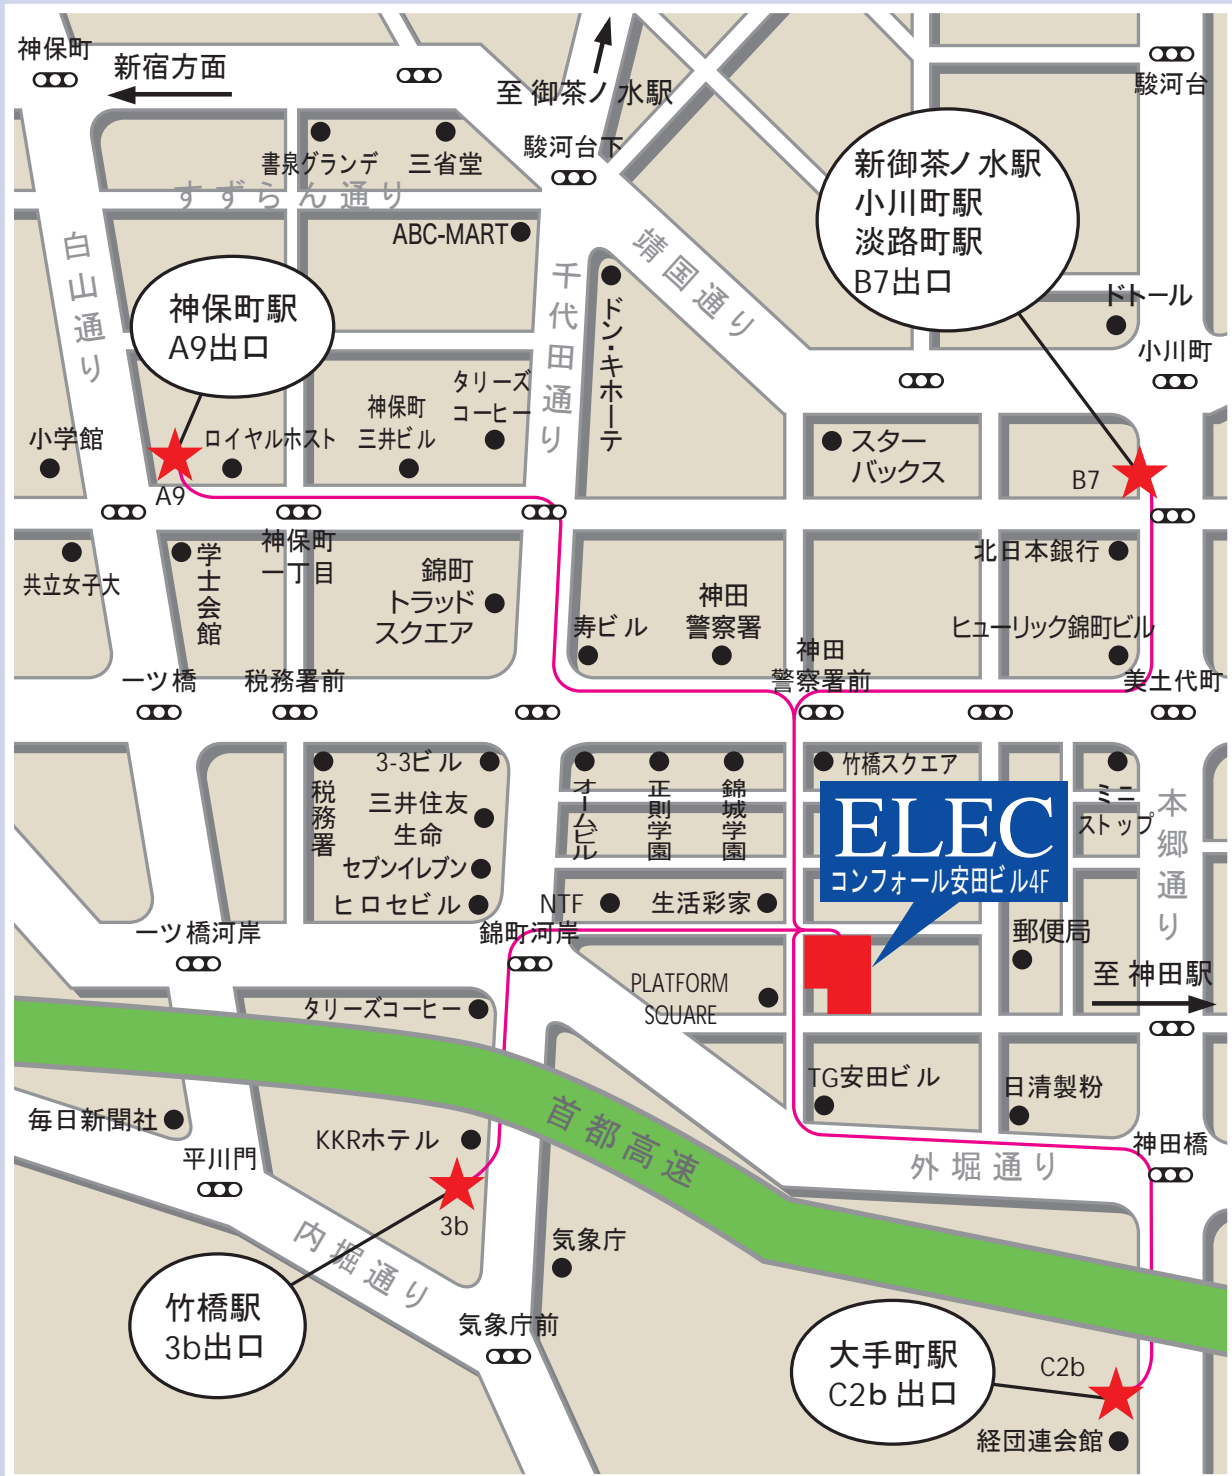 神保町
新宿方面
至 御茶ノ水駅
駿河台
書泉グランデ
三省堂
駿河台下
新御茶ノ水駅
小川町駅
淡路町駅
B7出口
すずらん通り
ABC-MART
白山通り
千代田通り
靖国通り
ドン・キホーテ
ドトール
小川町
神保町駅
A9出口
タリーズ
コーヒー
神保町
三井ビル
ロイヤルホスト
小学館
A9
スター
バックス
B7
共立女子大
学士会館
神保町
一丁目
錦町
トラッド
スクエア
寿ビル
神田
警察署
北日本銀行
ヒューリック錦町ビル
一ツ橋
税務署前
神田
警察署前
美土代町
税務署
3-3ビル
三井住友
生命
セブンイレブン
ヒロセビル
オームビル
正則学園
錦城学園
竹橋スクエア
ミニ
ストップ
本郷通り
ELEC
コンフォール安田ビル4F
NTF
生活彩家
郵便局
一ツ橋河岸
錦町河岸
至 神田駅
PLATFORM
SQUARE
タリーズコーヒー
TG安田ビル
日清製粉
毎日新聞社
KKRホテル
首都高速
平川門
外堀通り
神田橋
3b
内堀通り
気象庁
竹橋駅
3b出口
気象庁前
大手町駅
C2b 出口
C2b
経団連会館